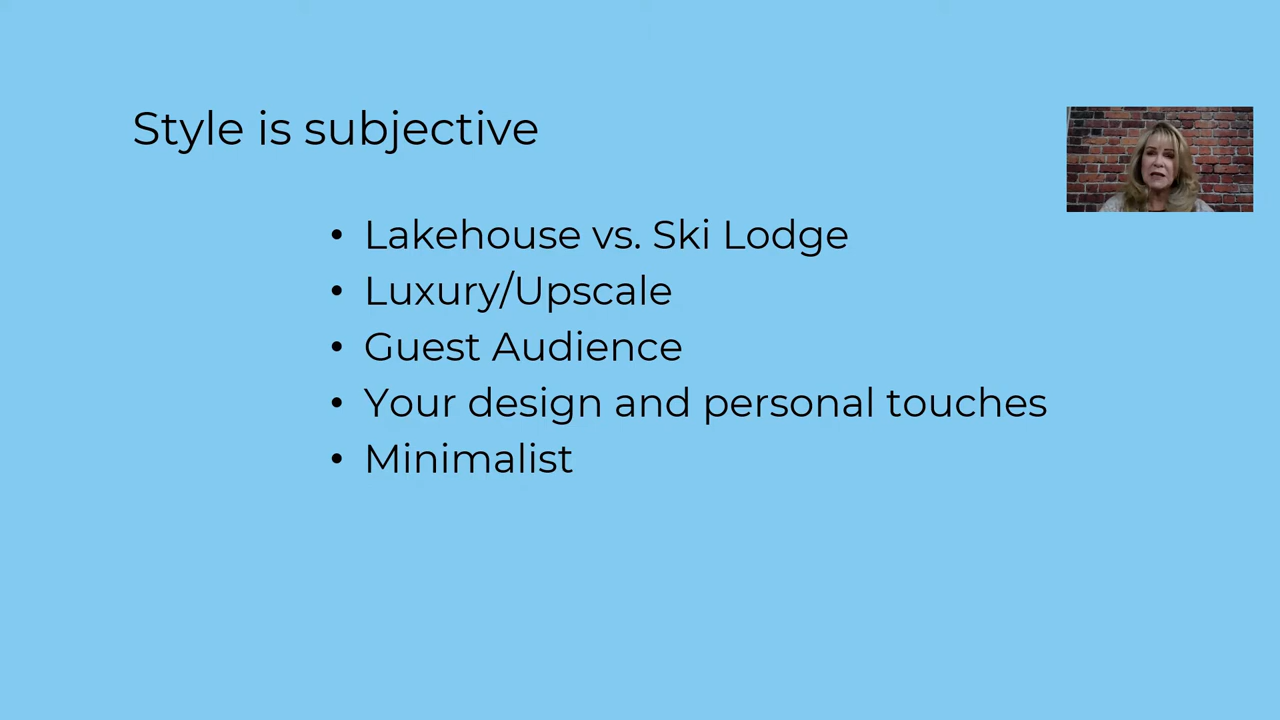 Style is subjective
• Lakehouse vs. Ski Lodge
• Luxury/Upscale
• Guest Audience
• Your design and personal touches
• Minimalist